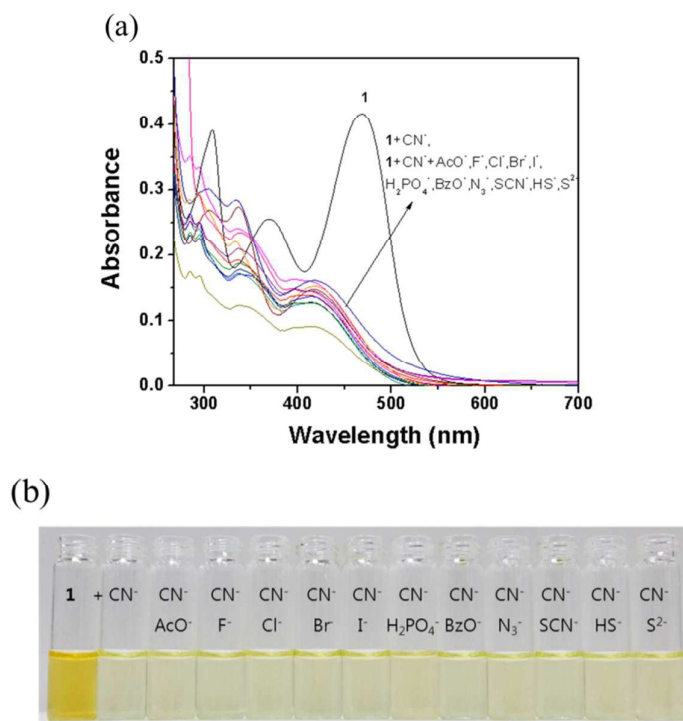 (a)
0.5
0.4
0.3
0.2
0.1
0.0
Absorbance
1
1+CN⁻,
1+CN⁻+AcO⁻,F⁻,Cl⁻,Br⁻,I⁻,
H₂PO₄⁻,BzO⁻,N₃⁻,SCN⁻,HS⁻,S²⁻
300 400 500 600 700
Wavelength (nm)
(b)
1 + CN⁻ CN⁻ CN⁻ CN⁻ CN⁻ CN⁻ CN⁻ CN⁻ CN⁻ CN⁻ CN⁻ CN⁻
AcO⁻ F⁻ Cl⁻ Br⁻ I⁻ H₂PO₄⁻ BzO⁻ N₃⁻ SCN⁻ HS⁻ S²⁻